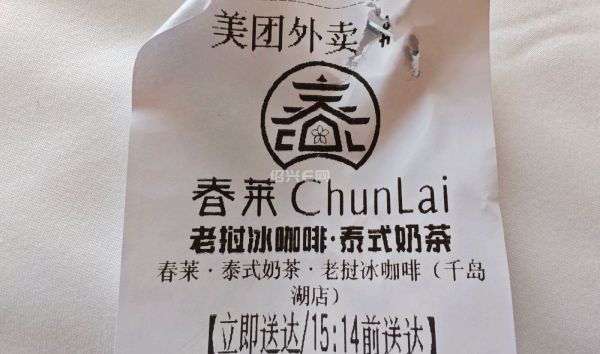 美团外卖
春莱 ChunLai
老挝冰咖啡·泰式奶茶
春莱·泰式奶茶·老挝冰咖啡（千岛
湖店）
【立即送达/15:14前送达】